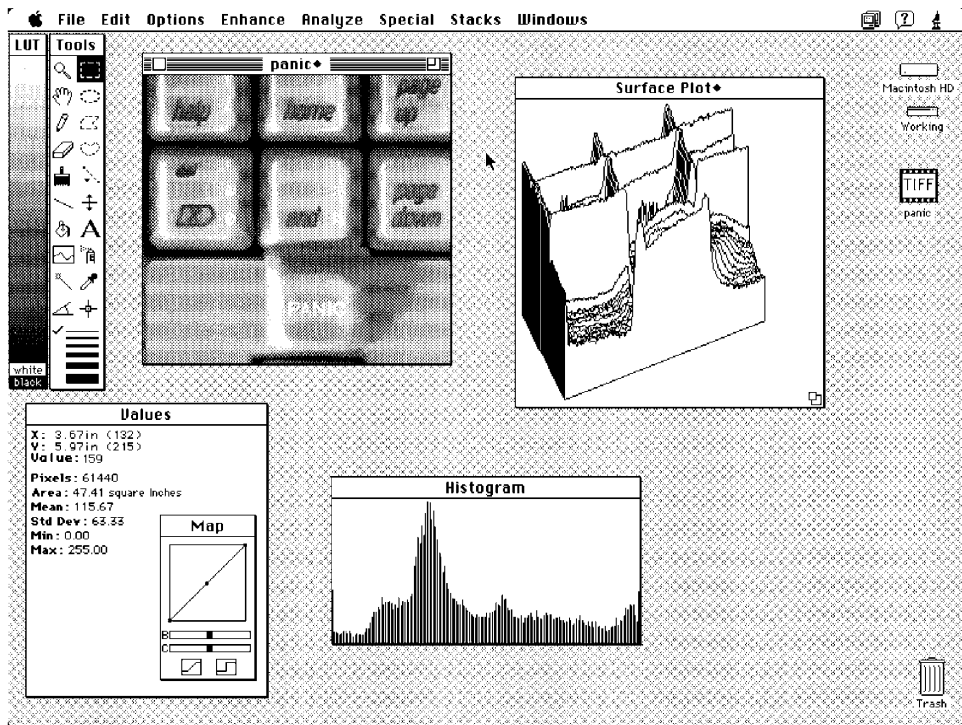 File Edit Options Enhance Analyze Special Stacks Windows
LUT
Tools
A
white
black
panic◆
help
home
page
up
del
end
page
down
Surface Plot◆
Macintosh HD
Working
TIFF
panic
Values
X: 3.67in (132)
Y: 5.97in (215)
Value: 159
Pixels: 61440
Area: 47.41 square Inches
Mean: 115.67
Std Dev: 63.33
Min: 0.00
Max: 255.00
Map
B
C
Histogram
Trash